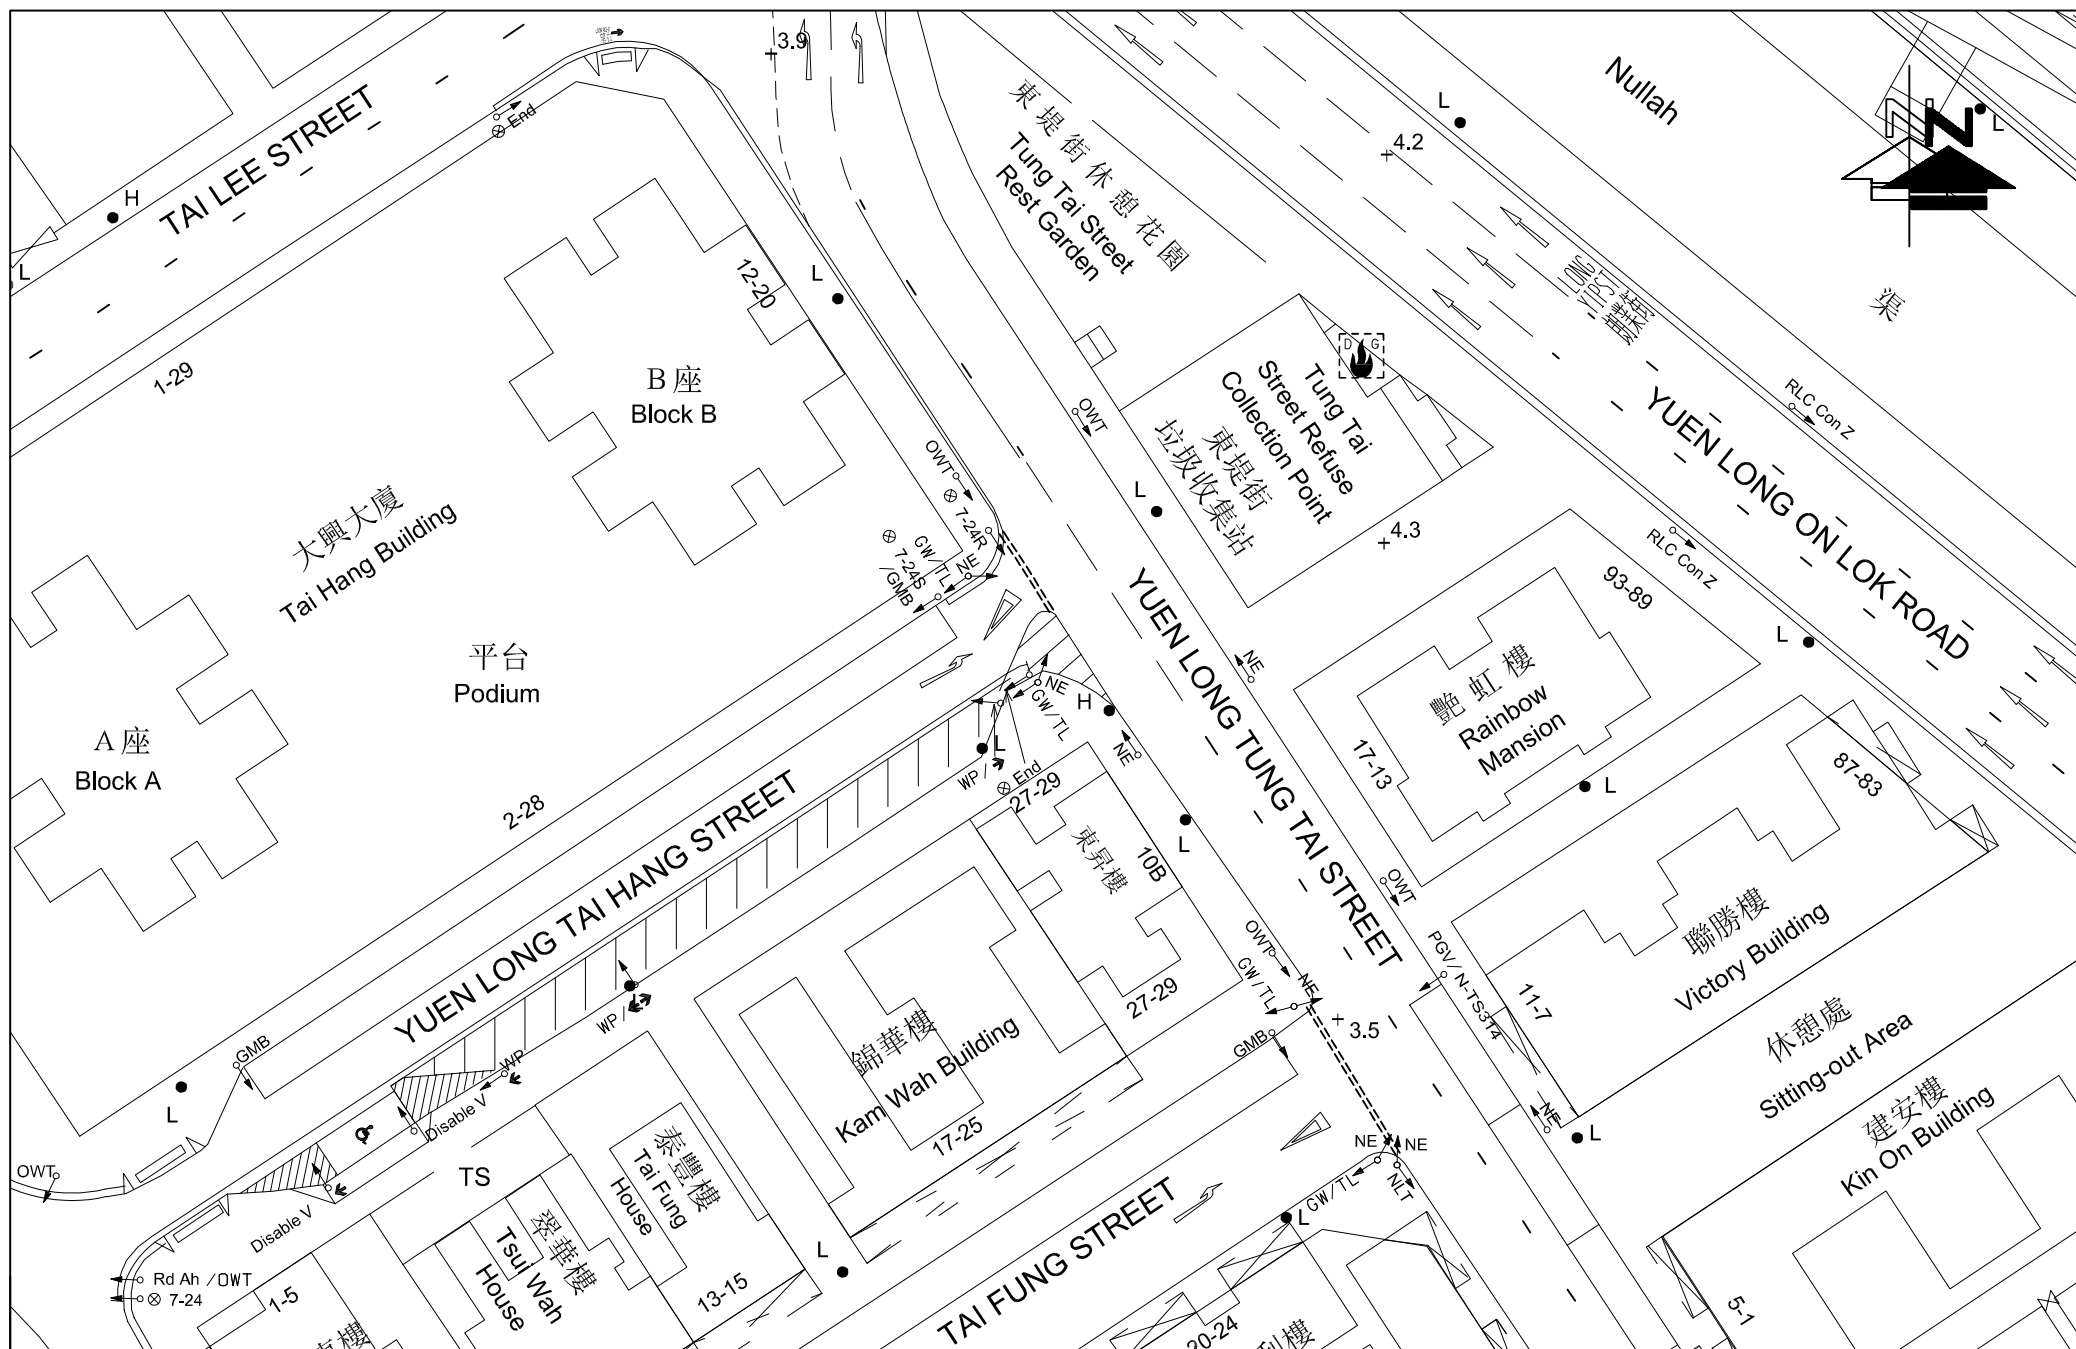 3.9
End
TAI LEE STREET
H
L
東堤街休憩花園
Tung Tai Street
Rest Garden
L
4.2
Nullah
N
L
渠
LONG
YIP ST
朗業街
12-20
L
1-29
B座
Block B
D G
Tung Tai
Street Refuse
Collection Point
東堤街
垃圾收集站
OWT
L
4.3
RLC Con Z
YUEN LONG ON LOK ROAD
RLC Con Z
L
大興大廈
Tai Hang Building
OWT
7-24R
7-24S
/GMB
GW/TL
NE
平台
Podium
A座
Block A
2-28
YUEN LONG TAI HANG STREET
YUEN LONG TUNG TAI STREET
NE
93-89
艷虹樓
Rainbow
Mansion
17-13
L
87-83
NE
GW/TL
H
NE
L
WP /
End
27-29
東昇樓
10B
L
OWT
聯勝樓
Victory Building
11-7
PGV/ N-TS314
OWT
GW/TL
NE
3.5
27-29
錦華樓
Kam Wah Building
17-25
GMB
WP /
WP
GMB
L
OWT
Disable V
Disable V
TS
泰豐樓
Tai Fung
House
翠華樓
Tsui Wah
House
13-15
L
TAI FUNG STREET
GW/TL
NE
NE
NLT
L
NE
L
休憩處
Sitting-out Area
建安樓
Kin On Building
Rd Ah /OWT
7-24
1-5
樓
20-24
利樓
5-1